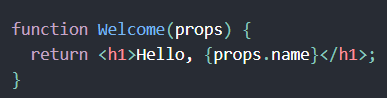 function Welcome(props) {
  return <h1>Hello, {props.name}</h1>;
}